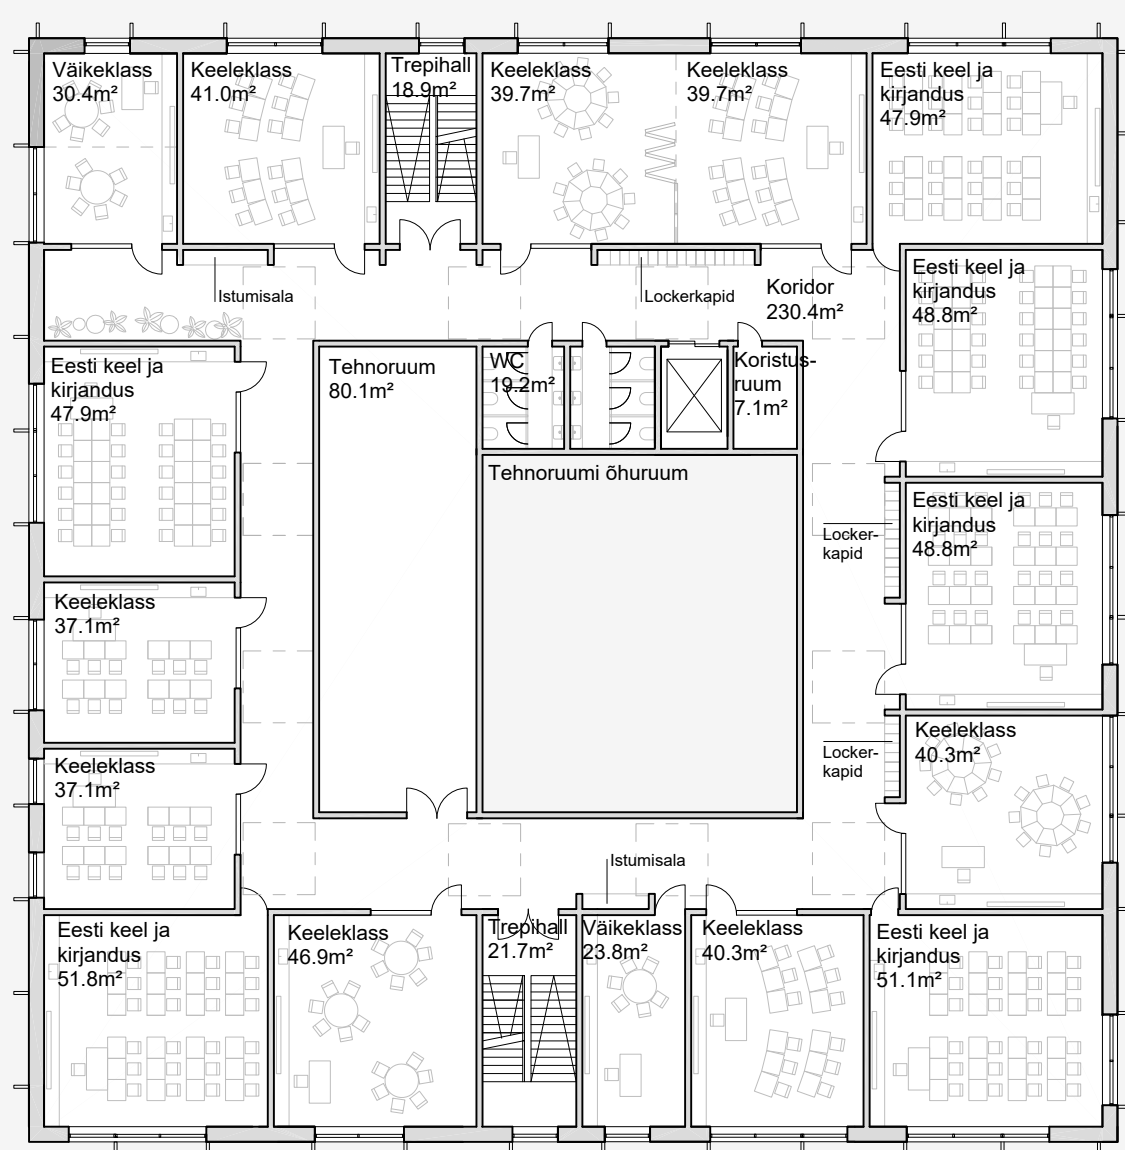 Väikeklass
30.4m²
Keeleklass
41.0m²
Trepihall
18.9m²
Keeleklass
39.7m²
Keeleklass
39.7m²
Eesti keel ja
kirjandus
47.9m²
Istumisala
Lockerkapid
Koridor
230.4m²
Eesti keel ja
kirjandus
48.8m²
Eesti keel ja
kirjandus
47.9m²
Tehnoruum
80.1m²
WC
19.2m²
Koristus-
ruum
7.1m²
Tehnoruumi õhuruum
Eesti keel ja
kirjandus
48.8m²
Locker-
kapid
Keeleklass
37.1m²
Keeleklass
40.3m²
Locker-
kapid
Keeleklass
37.1m²
Istumisala
Eesti keel ja
kirjandus
51.8m²
Keeleklass
46.9m²
Trepihall
21.7m²
Väikeklass
23.8m²
Keeleklass
40.3m²
Eesti keel ja
kirjandus
51.1m²